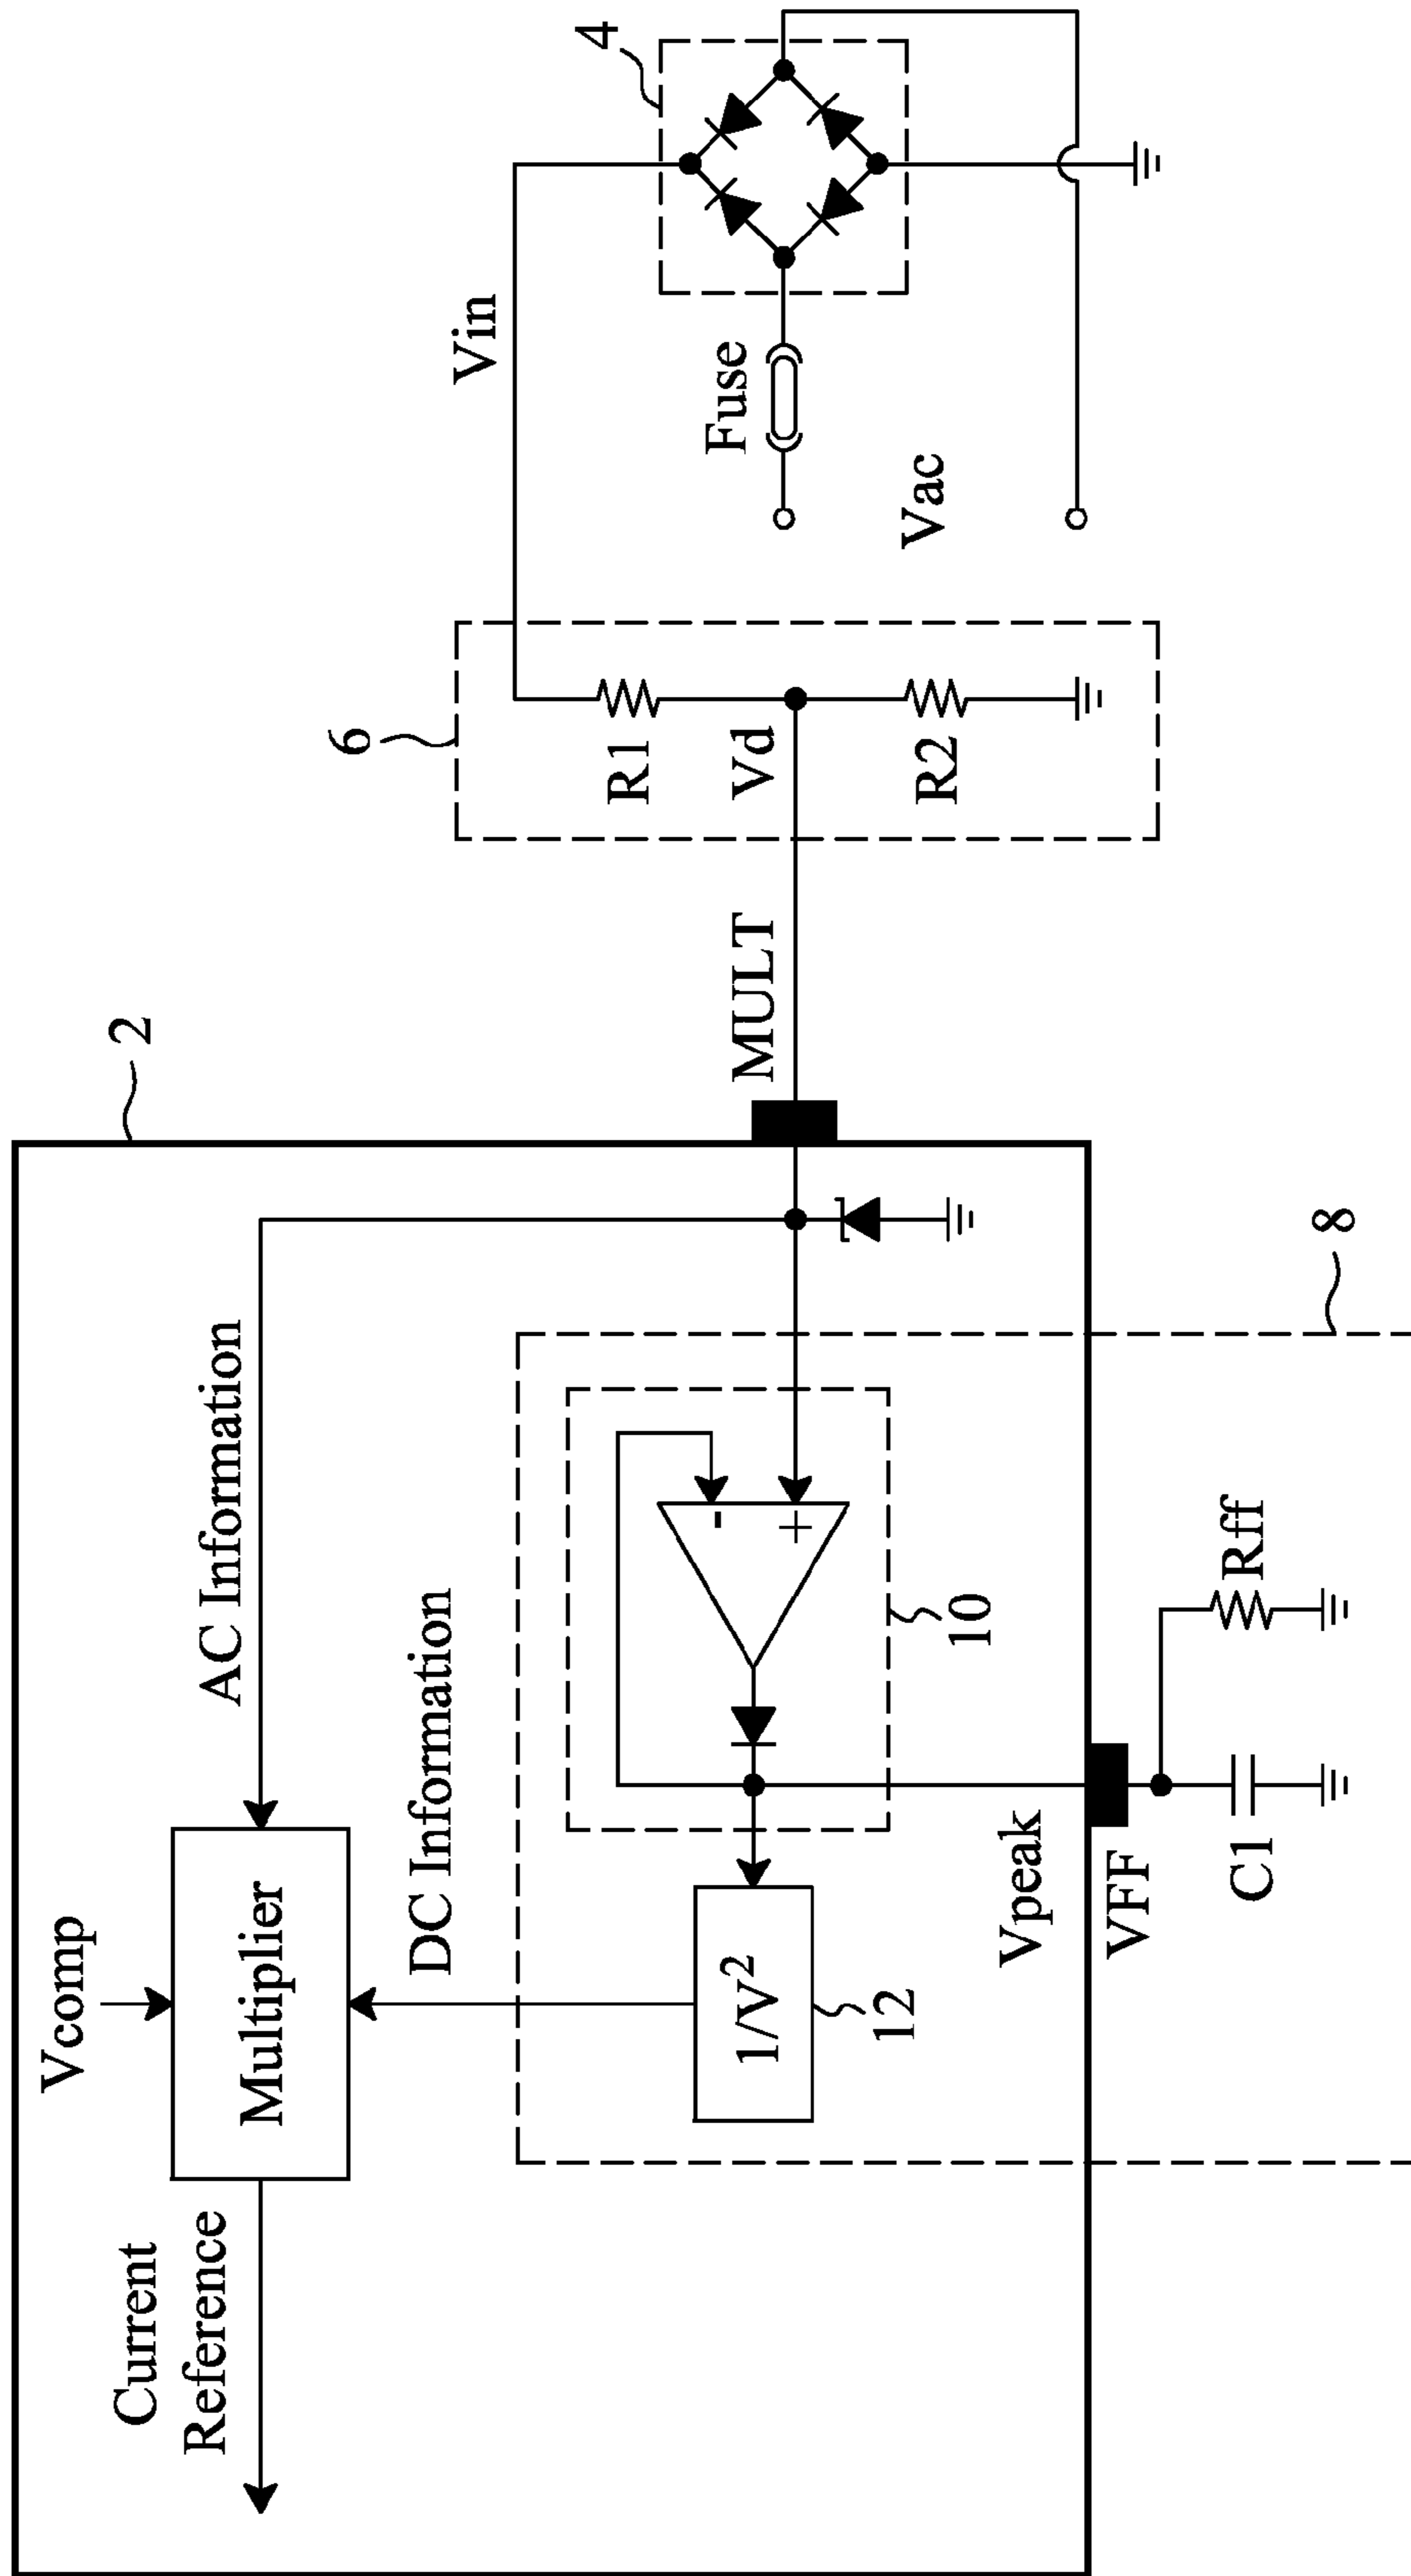 2
Vcomp
Current
Reference
Multiplier
AC Information
DC Information
1/V²
12
-
+
10
Vpeak
VFF
C1
Rff
8
MULT
6
R1
Vd
R2
Vin
Fuse
Vac
4